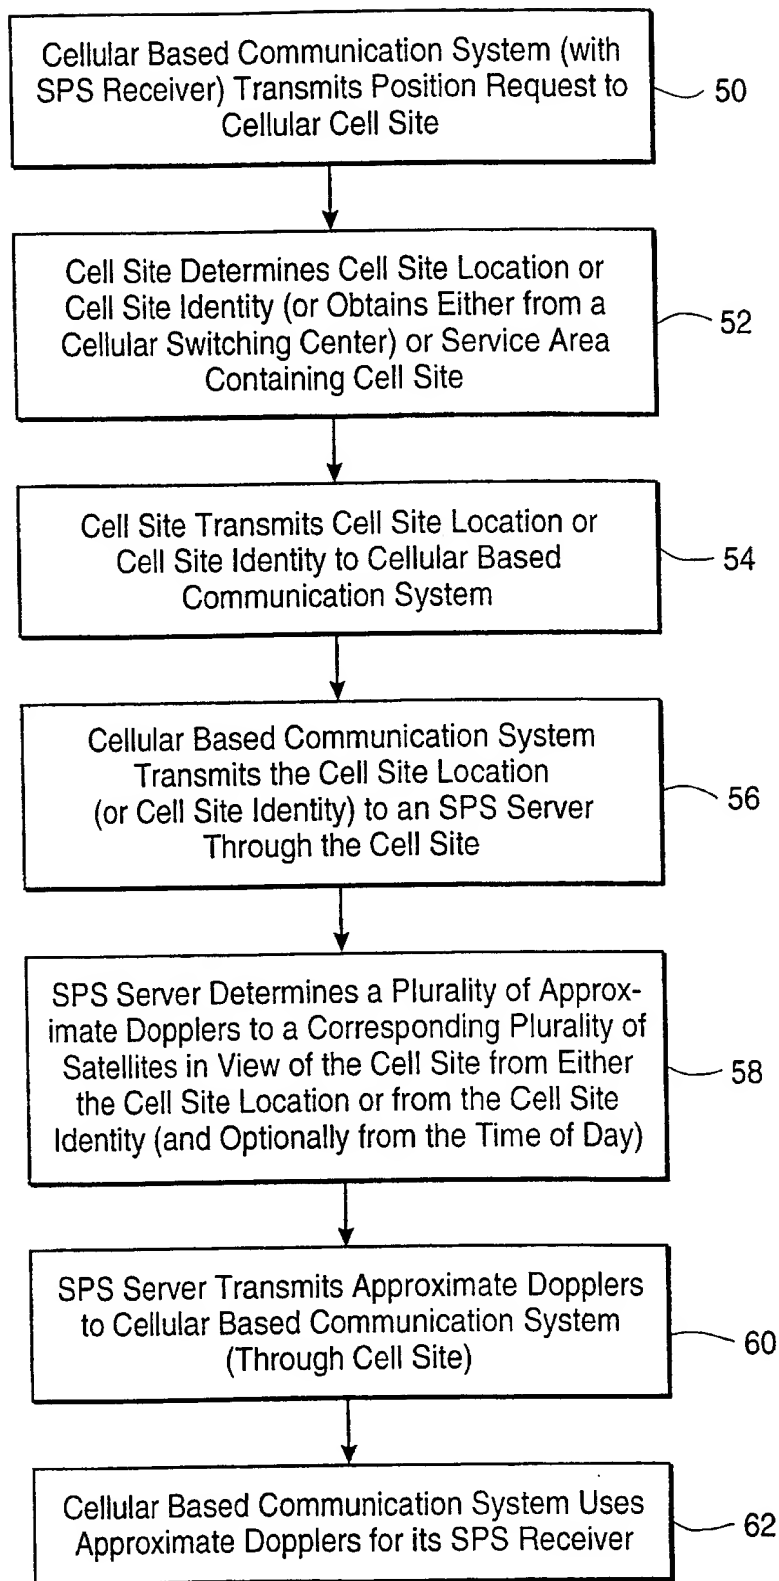 Cellular Based Communication System (with
SPS Receiver) Transmits Position Request to
Cellular Cell Site
50
Cell Site Determines Cell Site Location or
Cell Site Identity (or Obtains Either from a
Cellular Switching Center) or Service Area
Containing Cell Site
52
Cell Site Transmits Cell Site Location or
Cell Site Identity to Cellular Based
Communication System
54
Cellular Based Communication System
Transmits the Cell Site Location
(or Cell Site Identity) to an SPS Server
Through the Cell Site
56
SPS Server Determines a Plurality of Approx-
imate Dopplers to a Corresponding Plurality of
Satellites in View of the Cell Site from Either
the Cell Site Location or from the Cell Site
Identity (and Optionally from the Time of Day)
58
SPS Server Transmits Approximate Dopplers
to Cellular Based Communication System
(Through Cell Site)
60
Cellular Based Communication System Uses
Approximate Dopplers for its SPS Receiver
62